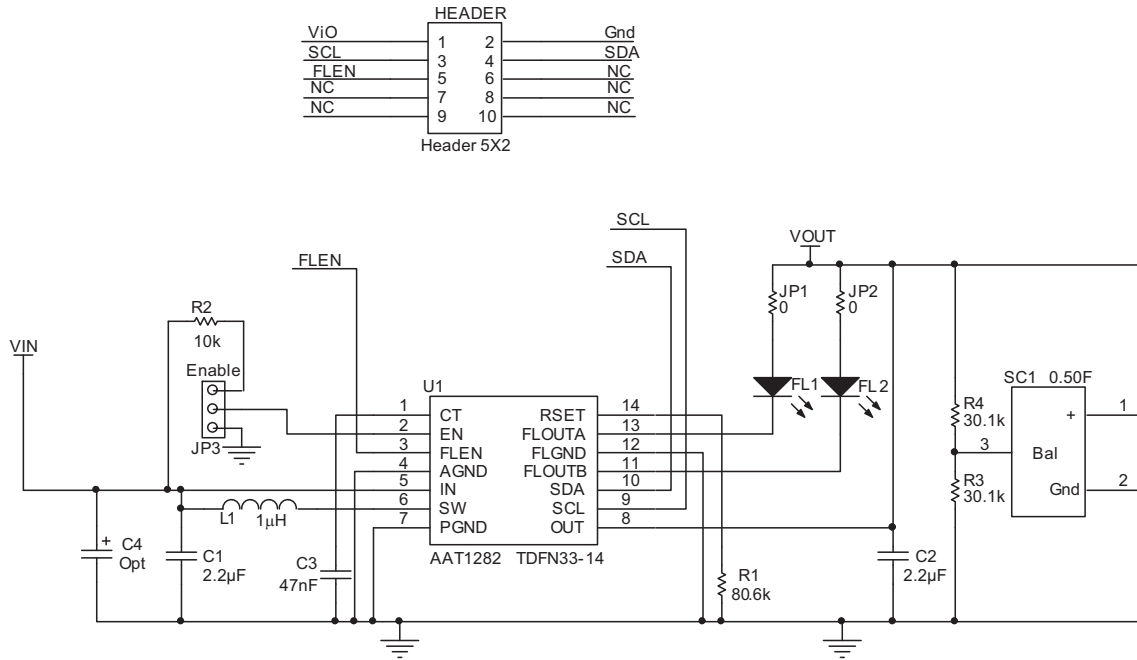 HEADER
ViO 1 2 Gnd
SCL 3 4 SDA
FLEN 5 6 NC
NC 7 8 NC
NC 9 10 NC
Header 5X2
SCL
VOUT
FLEN
SDA
JP1
0
JP2
0
R2
10k
VIN
Enable
JP3
U1
FL1
FL2
SC1 0.50F
1 CT RSET 14
2 EN FLOUTA 13
3 FLEN FLGND 12
4 AGND FLOUTB 11
5 IN SDA 10
6 SW SCL 9
7 PGND OUT 8
AAT1282 TDFN33-14
R4
30.1k
3
+
1
Bal
R3
30.1k
Gnd
2
L1 1µH
+
C4
Opt
C1
2.2µF
C3
47nF
R1
80.6k
C2
2.2µF